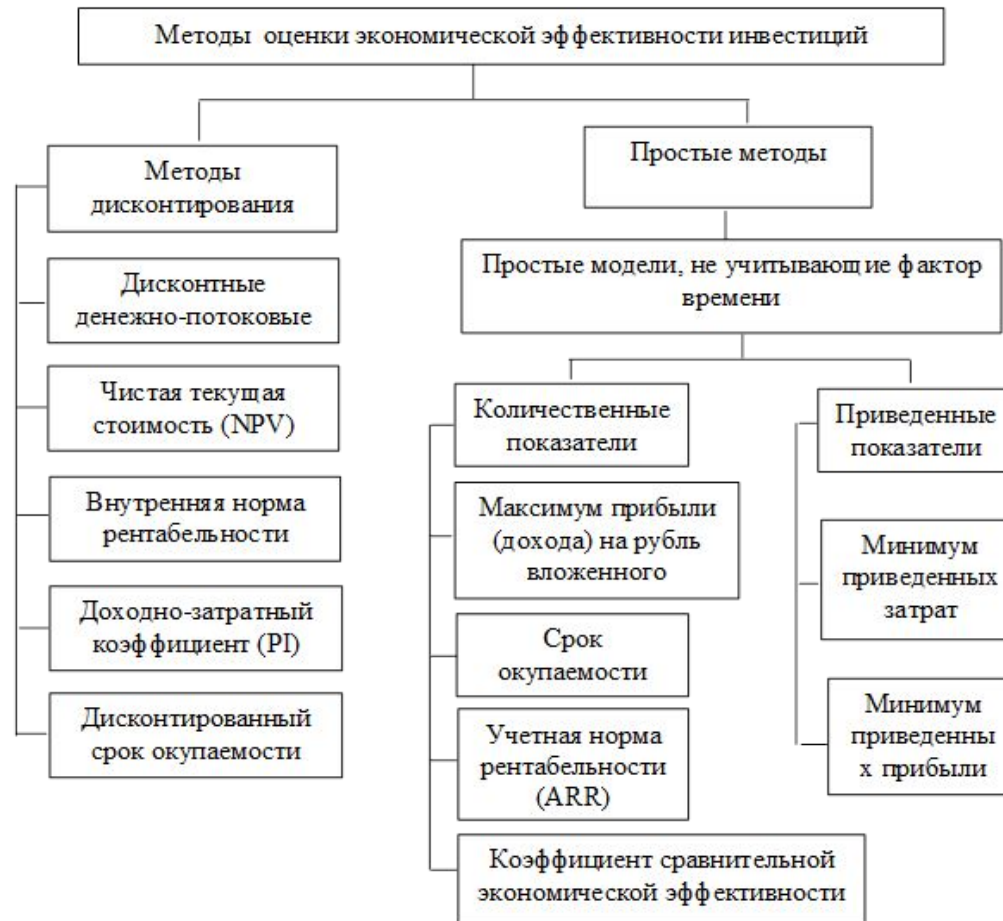 Методы оценки экономической эффективности инвестиций
Методы
дисконтирования
Дисконтные
денежно-потоковые
Чистая текущая
стоимость (NPV)
Внутренняя норма
рентабельности
Доходно-затратный
коэффициент (PI)
Дисконтированный
срок окупаемости
Простые методы
Простые модели, не учитывающие фактор
времени
Количественные
показатели
Максимум прибыли
(дохода) на рубль
вложенного
Срок
окупаемости
Учетная норма
рентабельности
(ARR)
Коэффициент сравнительной
экономической эффективности
Приведенные
показатели
Минимум
приведенных
затрат
Минимум
приведенны
х прибыли